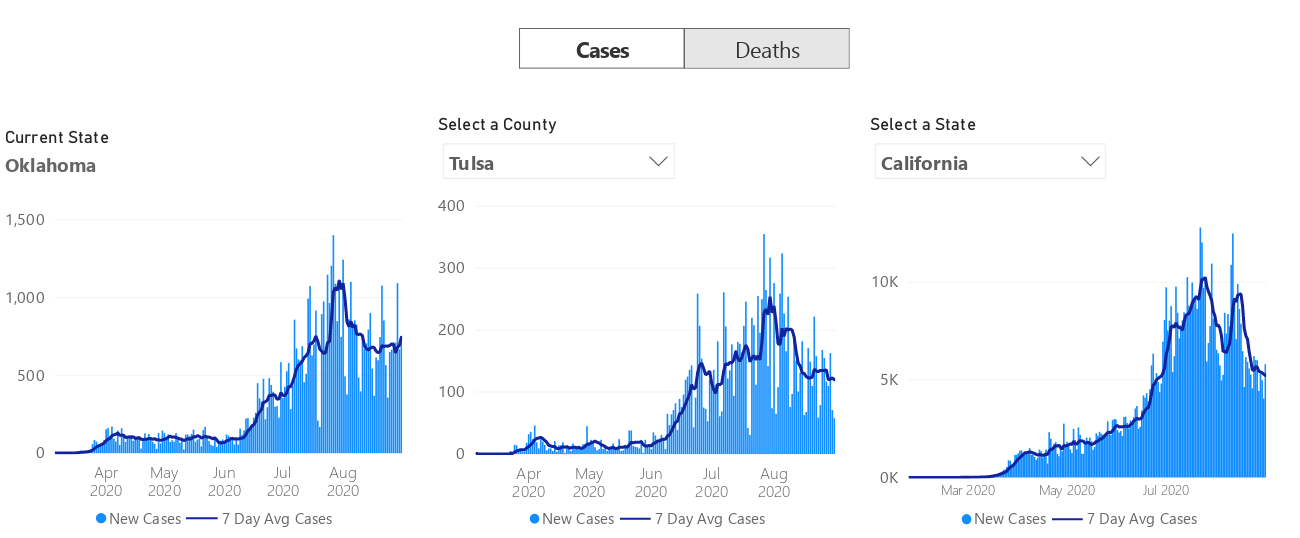 Cases Deaths
Current State
Oklahoma
Select a County
Tulsa
Select a State
California
1,500
1,000
500
0
Apr 2020
May 2020
Jun 2020
Jul 2020
Aug 2020
New Cases 7 Day Avg Cases
400
300
200
100
0
Apr 2020
May 2020
Jun 2020
Jul 2020
Aug 2020
New Cases 7 Day Avg Cases
10K
5K
0K
Mar 2020 May 2020 Jul 2020
New Cases 7 Day Avg Cases